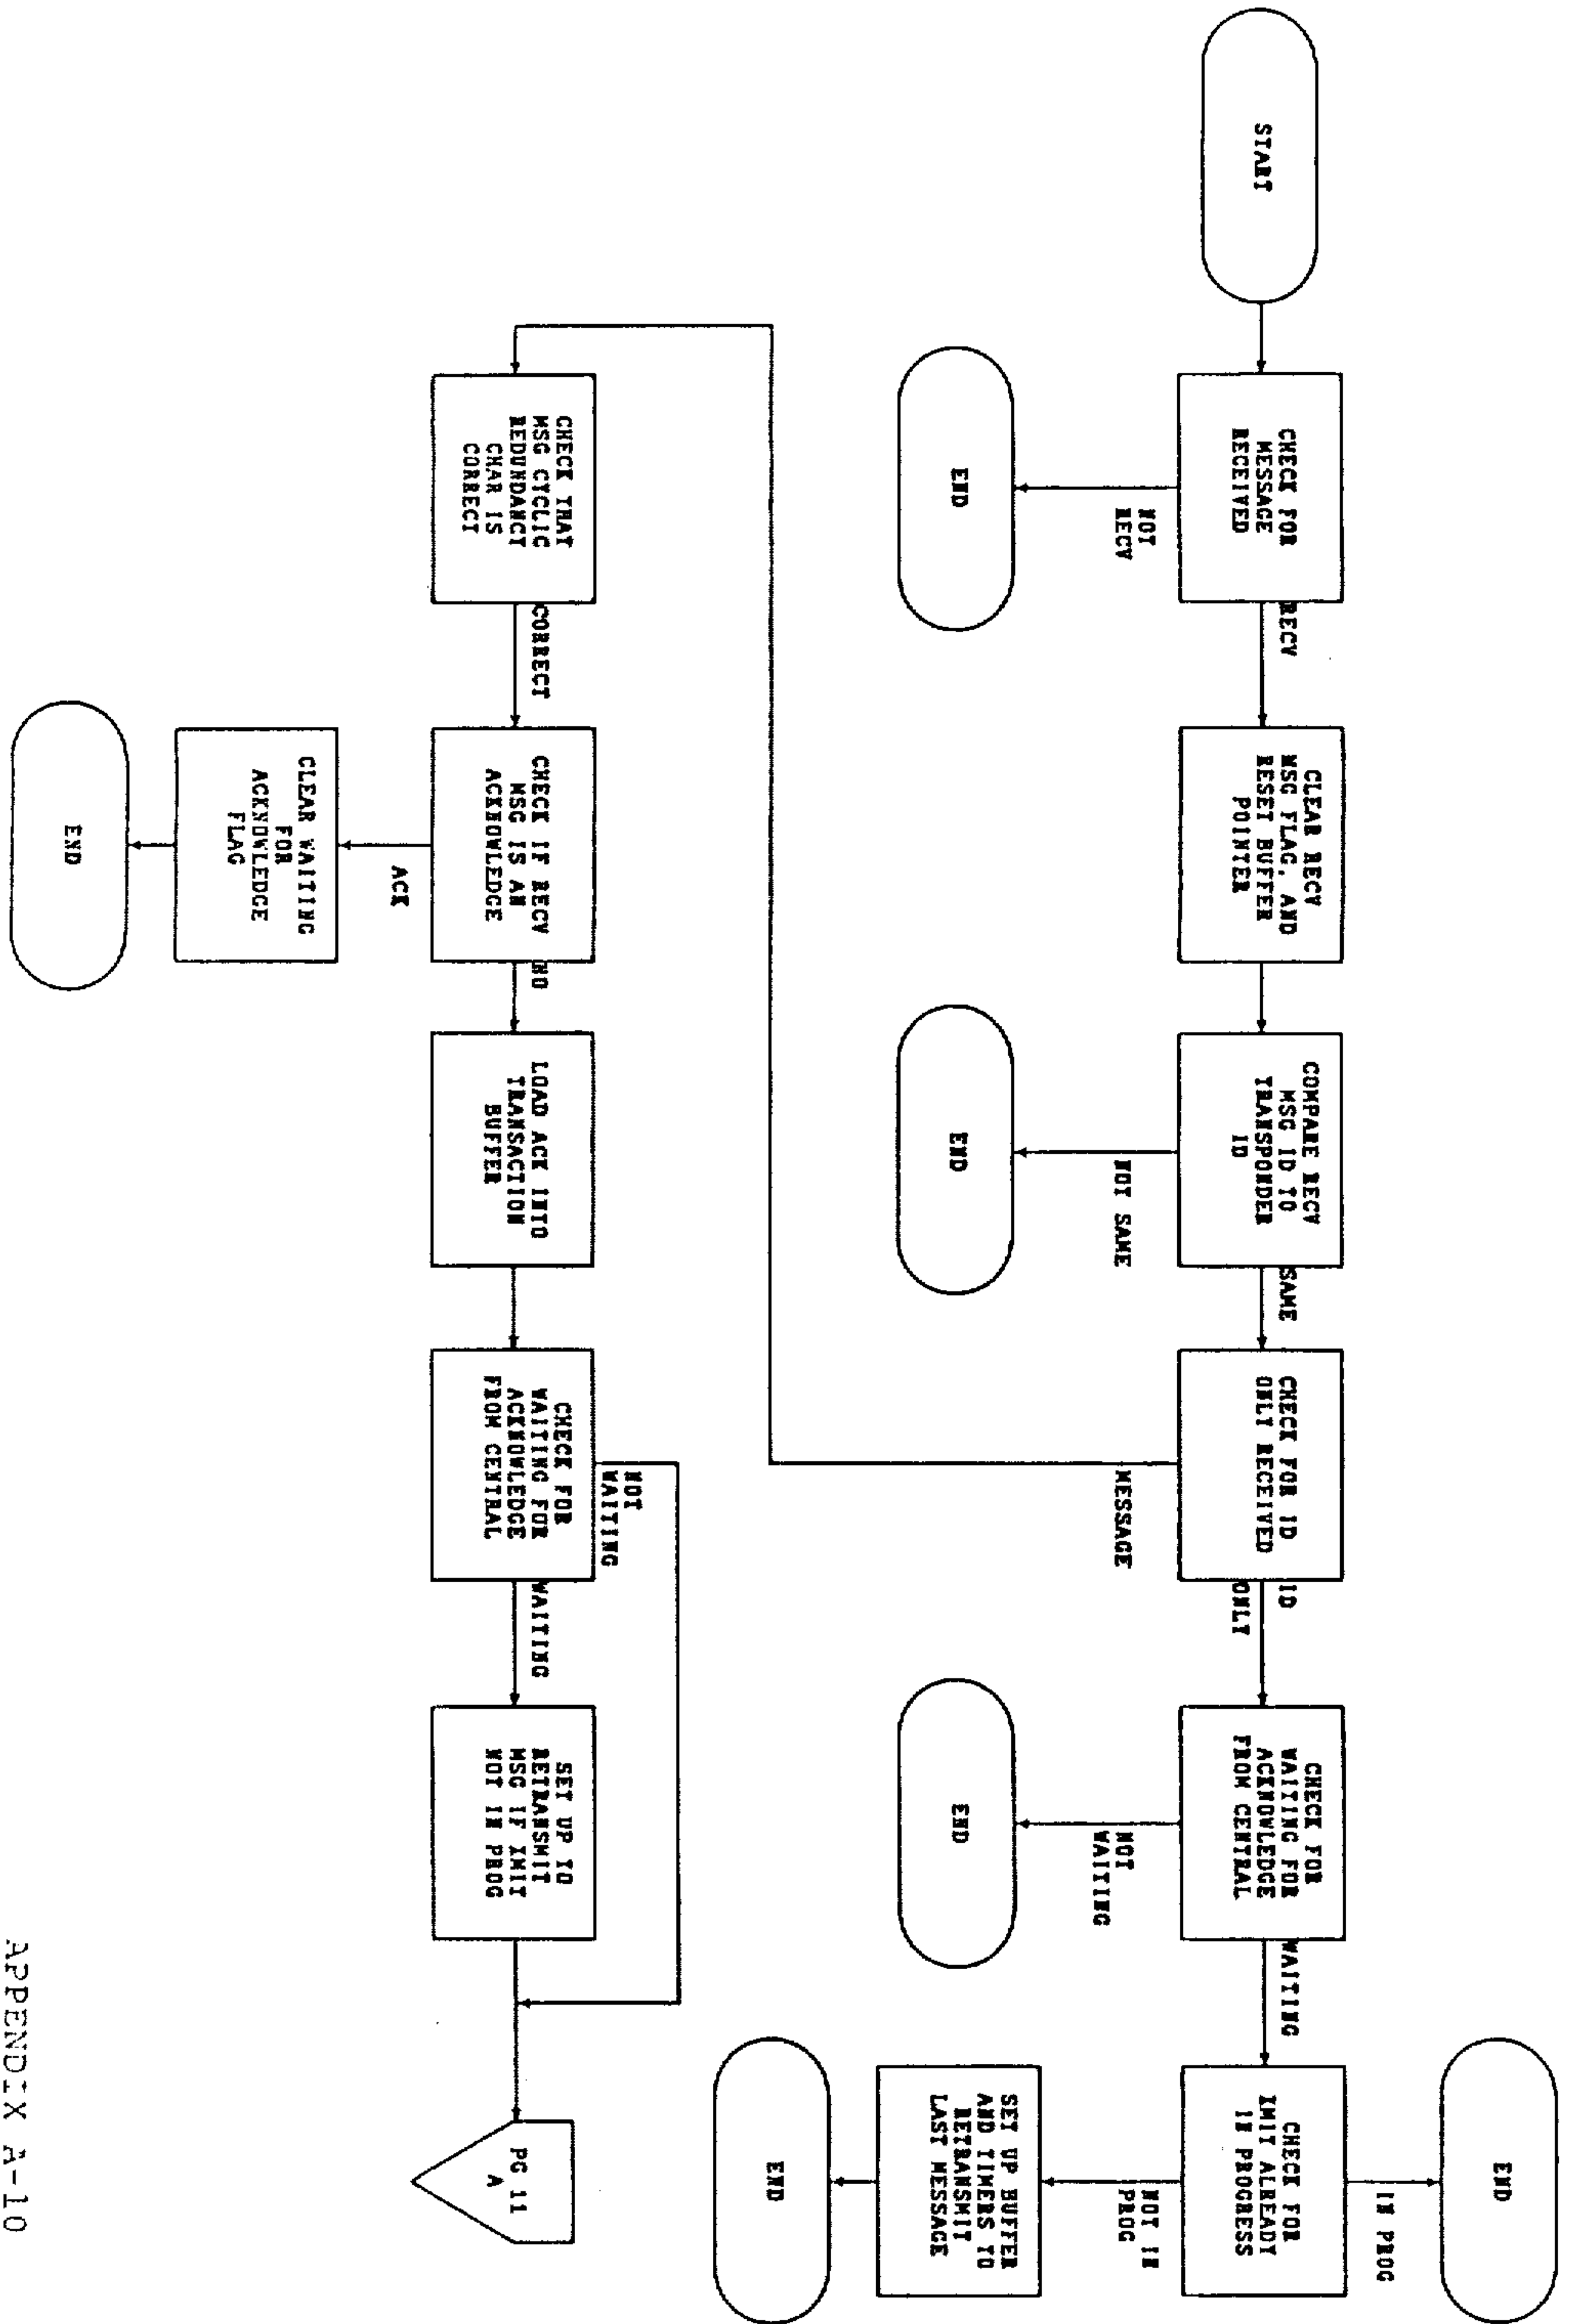 START
CHECK FOR
MESSAGE
RECEIVED
RECV
NOT
RECV
END
CLEAR RECV
MSG FLAG, AND
RESET BUFFER
POINTER
COMPARE RECV
MSG ID TO
TRANSPONDER
ID
SAME
NOT SAME
END
CHECK FOR ID
ONLY RECEIVED
ID
ONLY
MESSAGE
CHECK FOR
WAITING FOR
ACKNOWLEDGE
FROM CENTRAL
WAITING
NOT
WAITING
END
CHECK FOR
XMIT ALREADY
IN PROGRESS
IN PROG
END
NOT IN
PROG
SET UP BUFFER
AND TIMERS TO
RETRANSMIT
LAST MESSAGE
END
CHECK THAT
MSG CYCLIC
REDUNDANCY
CHAR IS
CORRECT
CORRECT
CHECK IF RECV
MSG IS AN
ACKNOWLEDGE
NO
ACK
CLEAR WAITING
FOR
ACKNOWLEDGE
FLAG
END
LOAD ACK INTO
TRANSACTION
BUFFER
CHECK FOR
WAITING FOR
ACKNOWLEDGE
FROM CENTRAL
NOT
WAITING
WAITING
SET UP TO
RETRANSMIT
MSG IF XMIT
NOT IN PROG
PG 11
A
APPENDIX A-10